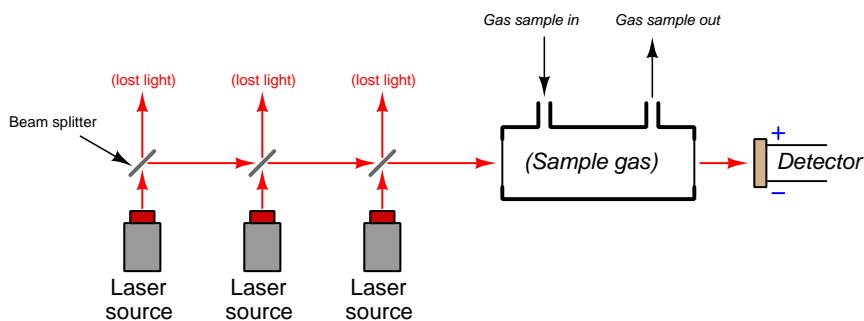 Gas sample in
Gas sample out
(lost light)
(lost light)
(lost light)
Beam splitter
+
(Sample gas)
Detector
−
Laser
source
Laser
source
Laser
source